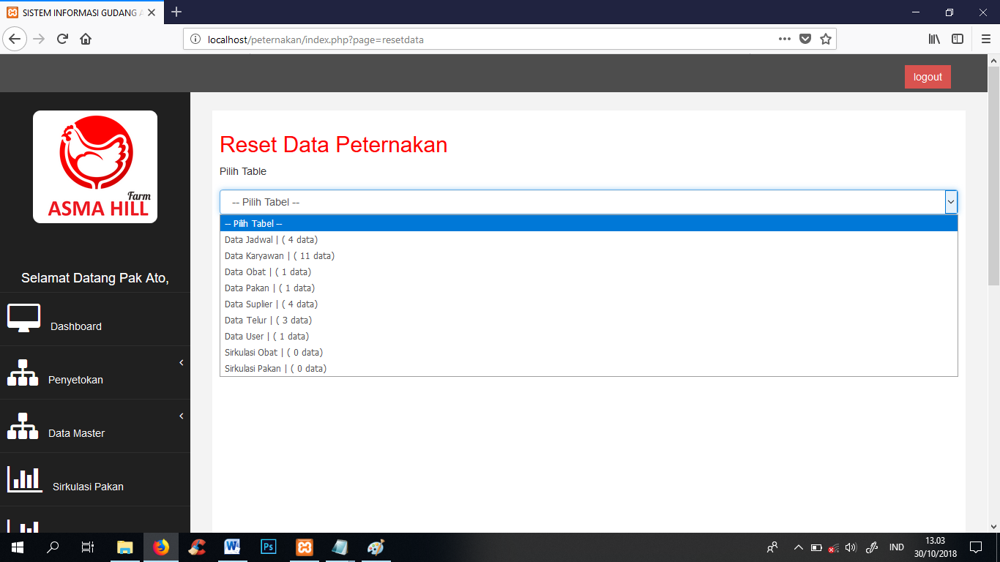 SISTEM INFORMASI GUDANG A
localhost/peternakan/index.php?page=resetdata
logout
Farm
ASMA HILL
Selamat Datang Pak Ato,
Dashboard
Penyetokan
Data Master
Sirkulasi Pakan
Reset Data Peternakan
Pilih Table
-- Pilih Tabel --
-- Pilih Tabel --
Data Jadwal | ( 4 data)
Data Karyawan | ( 11 data)
Data Obat | ( 1 data)
Data Pakan | ( 1 data)
Data Suplier | ( 4 data)
Data Telur | ( 3 data)
Data User | ( 1 data)
Sirkulasi Obat | ( 0 data)
Sirkulasi Pakan | ( 0 data)
W
Ps
IND
13.03
30/10/2018